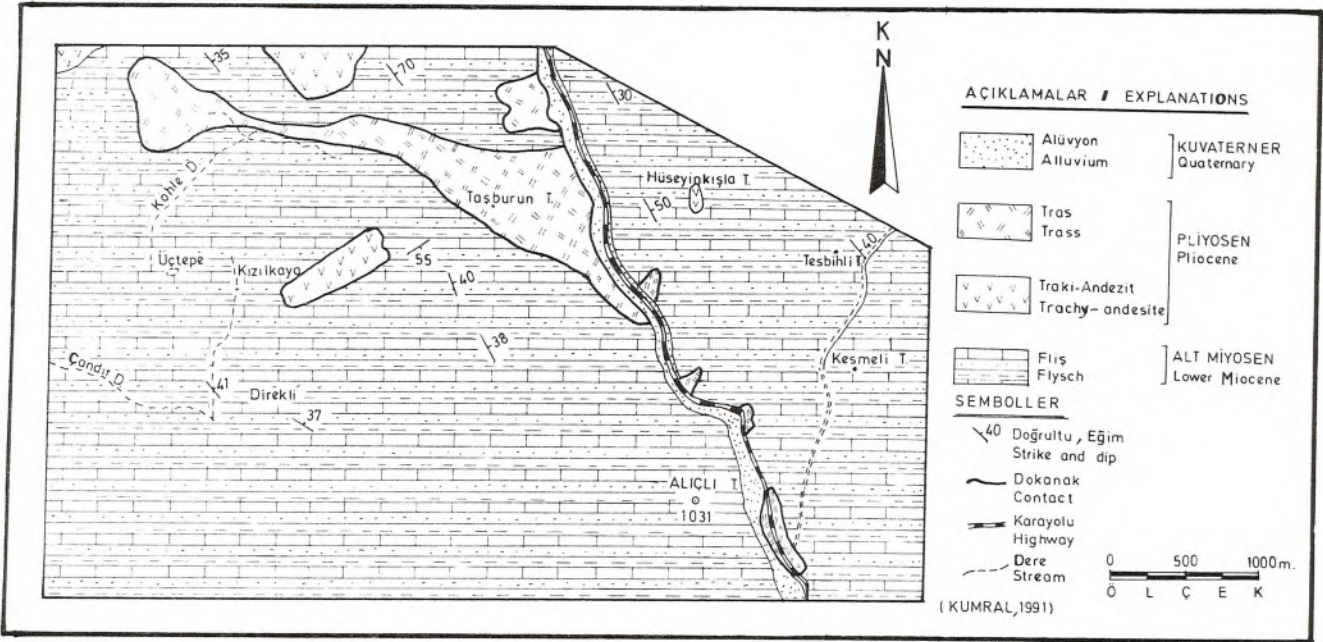 K
N
35
70
30
Kohle D.
Taşburun T.
Hüseyinkışla T.
50
40
Tesbihli T.
Üçtepe
Kızılkaya
55
40
38
Keşmeli T.
Çandır D.
41
Direkli
37
ALIÇLI T.
1031
AÇIKLAMALAR / EXPLANATIONS
Alüvyon
Alluvium
KUVATERNER
Quaternary
Tras
Trass
PLİYOSEN
Pliocene
Traki-Andezit
Trachy-andesite
Fliş
Flysch
ALT MİYOSEN
Lower Miocene
SEMBOLLER
40 Doğrultu, Eğim
Strike and dip
Dokanak
Contact
Karayolu
Highway
Dere
Stream
0 500 1000m.
Ö L Ç E K
(KUMRAL,1991)